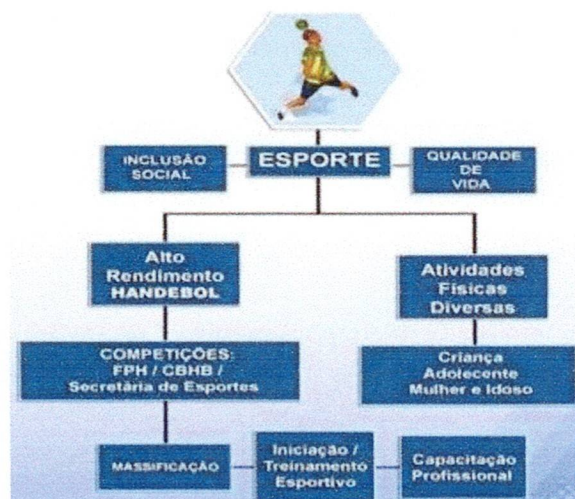 INCLUSÃO
SOCIAL
ESPORTE
QUALIDADE
DE
VIDA
Alto
Rendimento
HANDEBOL
Atividades
Físicas
Diversas
COMPETIÇÕES:
FPH / CBHB /
Secretária de Esportes
Criança
Adolecente
Mulher e Idoso
MASSIFICAÇÃO
Iniciação /
Treinamento
Esportivo
Capacitação
Profissional